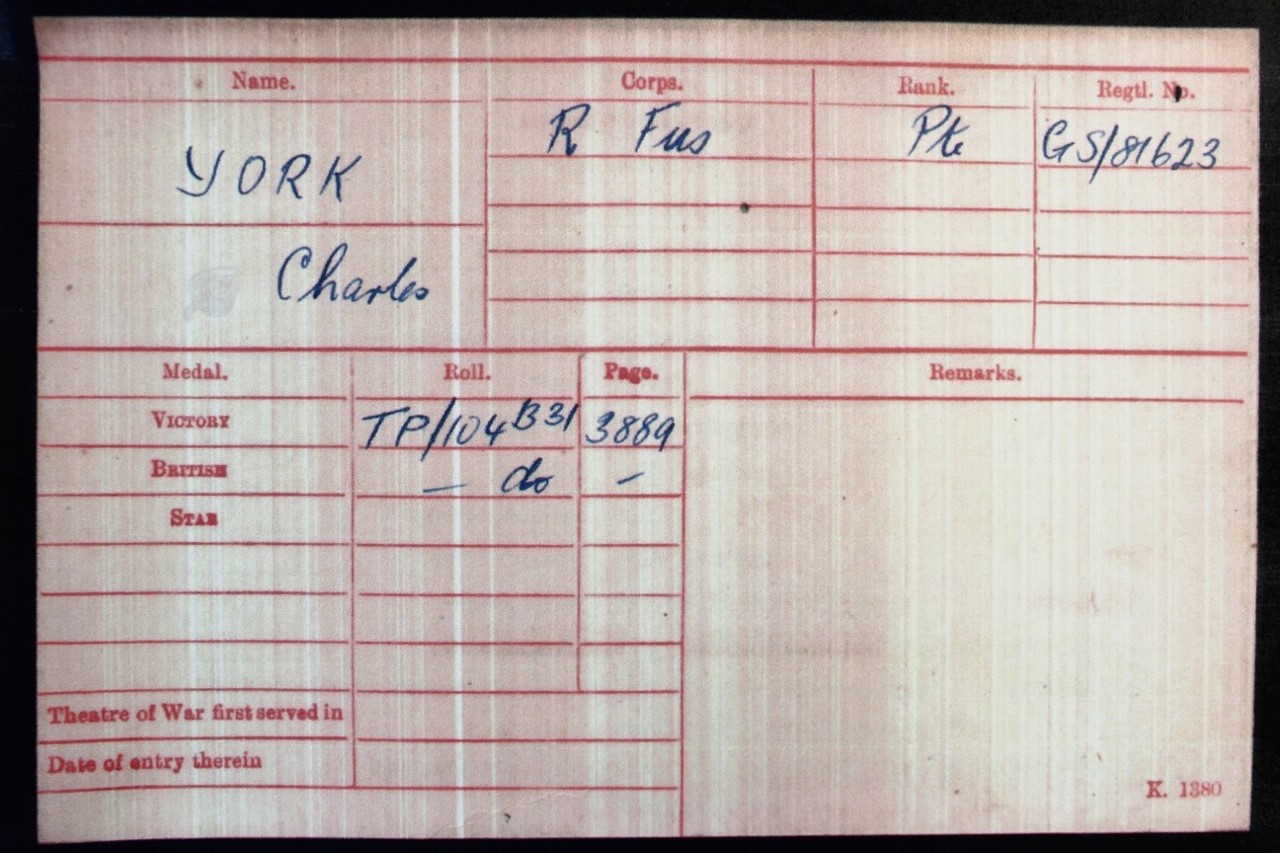 Name. Corps. Rank. Regtl. No.
YORK R Fus Pte GS/81623
Charles
Medal. Roll. Page. Remarks.
VICTORY TP/104 B31 3889
BRITISH — do —
STAR
Theatre of War first served in
Date of entry therein
K. 1380